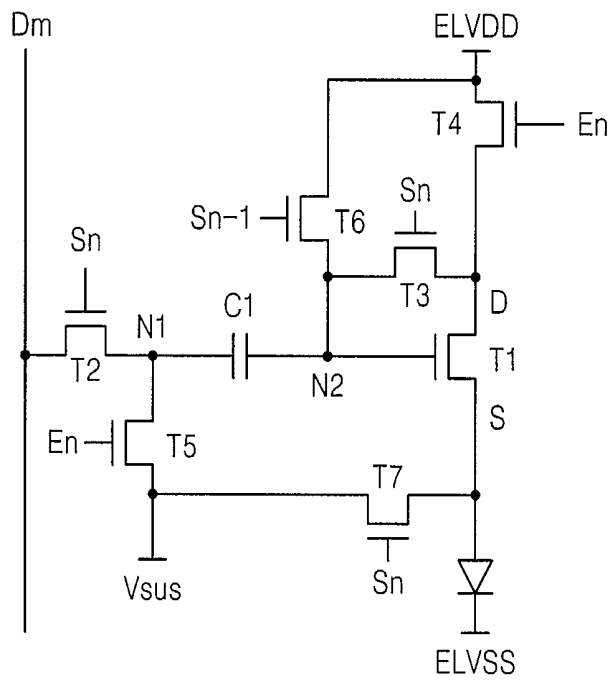 Dm
ELVDD
T4
En
Sn
Sn-1
T6
Sn
T3
D
C1
N1
T2
N2
T1
S
En
T5
T7
Vsus
Sn
ELVSS